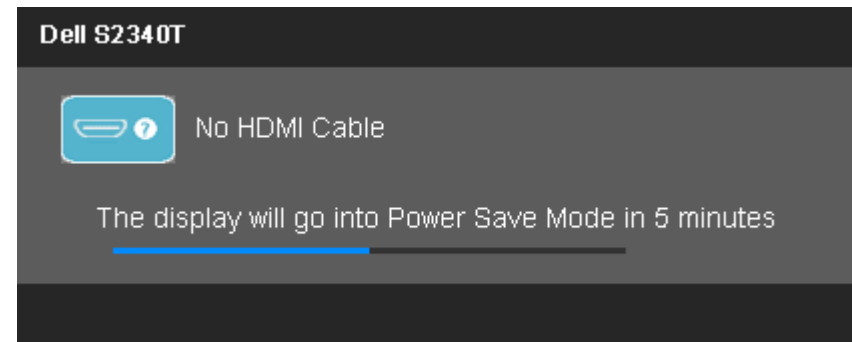 Dell S2340T
? No HDMI Cable
The display will go into Power Save Mode in 5 minutes